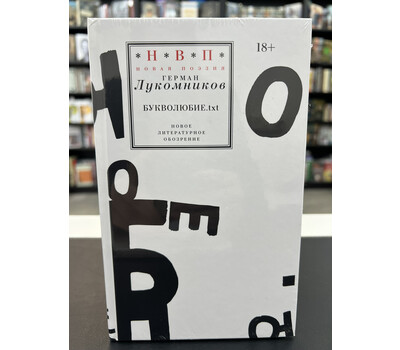 *Н*В*П*
НОВАЯ ПОЭЗИЯ
ГЕРМАН
Лукомников
БУКВОЛЮБИЕ.txt
НОВОЕ
ЛИТЕРАТУРНОЕ
ОБОЗРЕНИЕ
18+